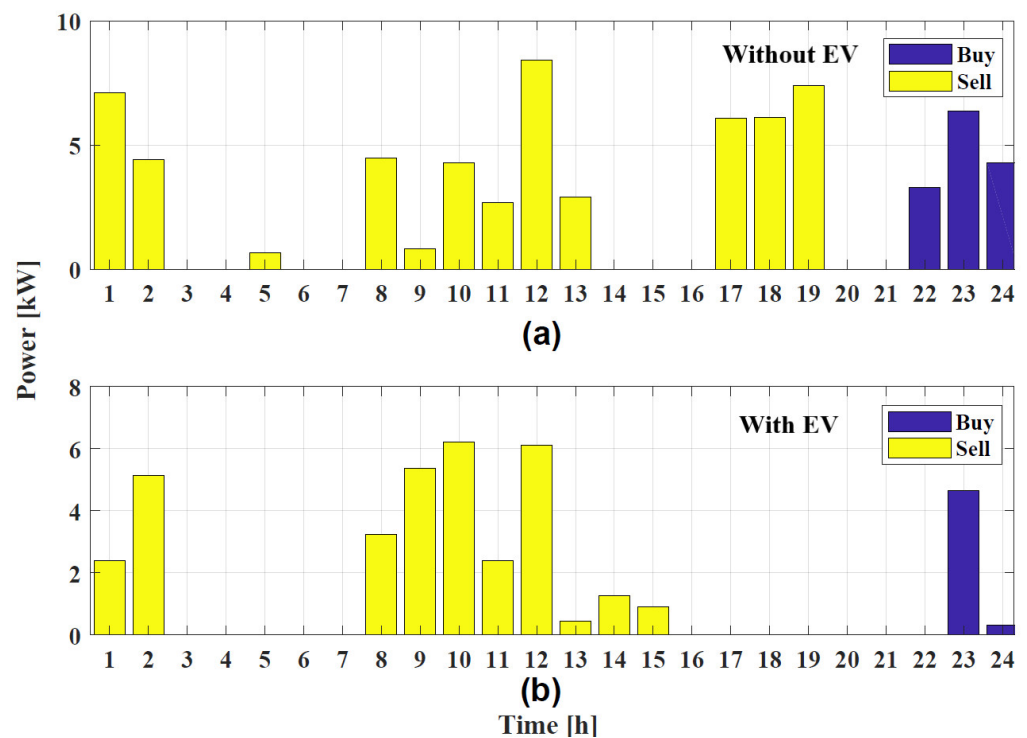 10
Without EV
Buy
Sell
5
0
1 2 3 4 5 6 7 8 9 10 11 12 13 14 15 16 17 18 19 20 21 22 23 24
(a)
Power [kW]
8
With EV
Buy
Sell
6
4
2
0
1 2 3 4 5 6 7 8 9 10 11 12 13 14 15 16 17 18 19 20 21 22 23 24
(b)
Time [h]